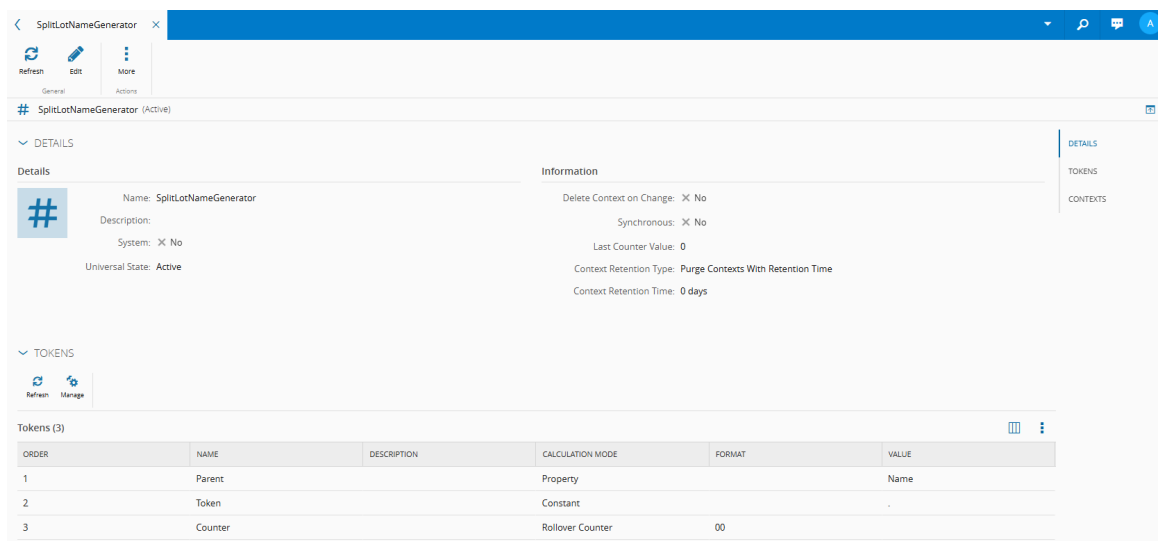 SplitLotNameGenerator
A
Refresh Edit More
General Actions
SplitLotNameGenerator (Active)
DETAILS
DETAILS
TOKENS
CONTEXTS
Details
Name: SplitLotNameGenerator
Description:
System: No
Universal State: Active
Information
Delete Context on Change: No
Synchronous: No
Last Counter Value: 0
Context Retention Type: Purge Contexts With Retention Time
Context Retention Time: 0 days
TOKENS
Refresh Manage
Tokens (3)
ORDER NAME DESCRIPTION CALCULATION MODE FORMAT VALUE
1 Parent Property Name
2 Token Constant .
3 Counter Rollover Counter 00